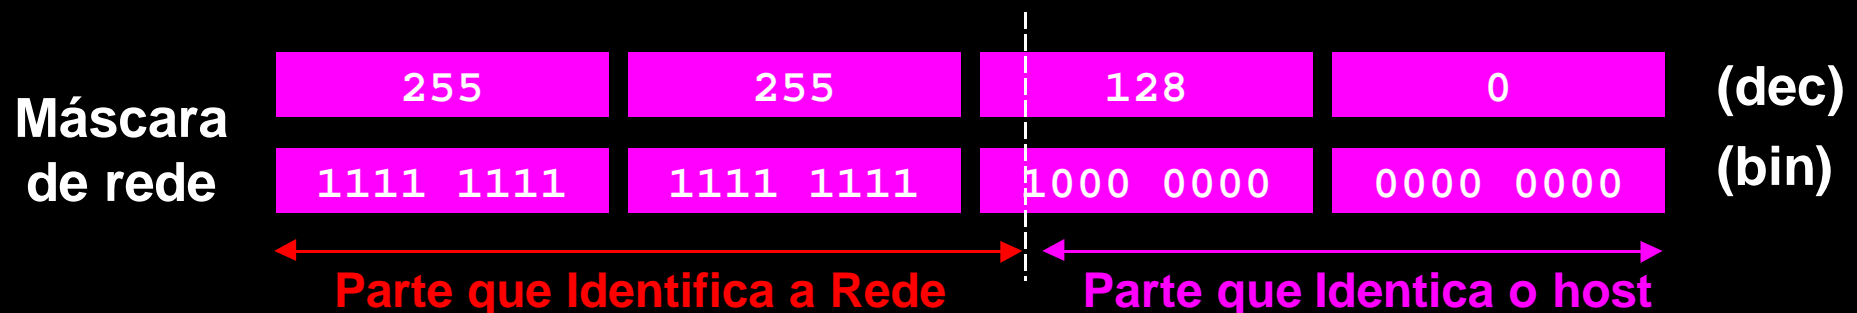 Máscara
de rede
255 255 128 0 (dec)
1111 1111 1111 1111 1000 0000 0000 0000 (bin)
Parte que Identifica a Rede
Parte que Identica o host